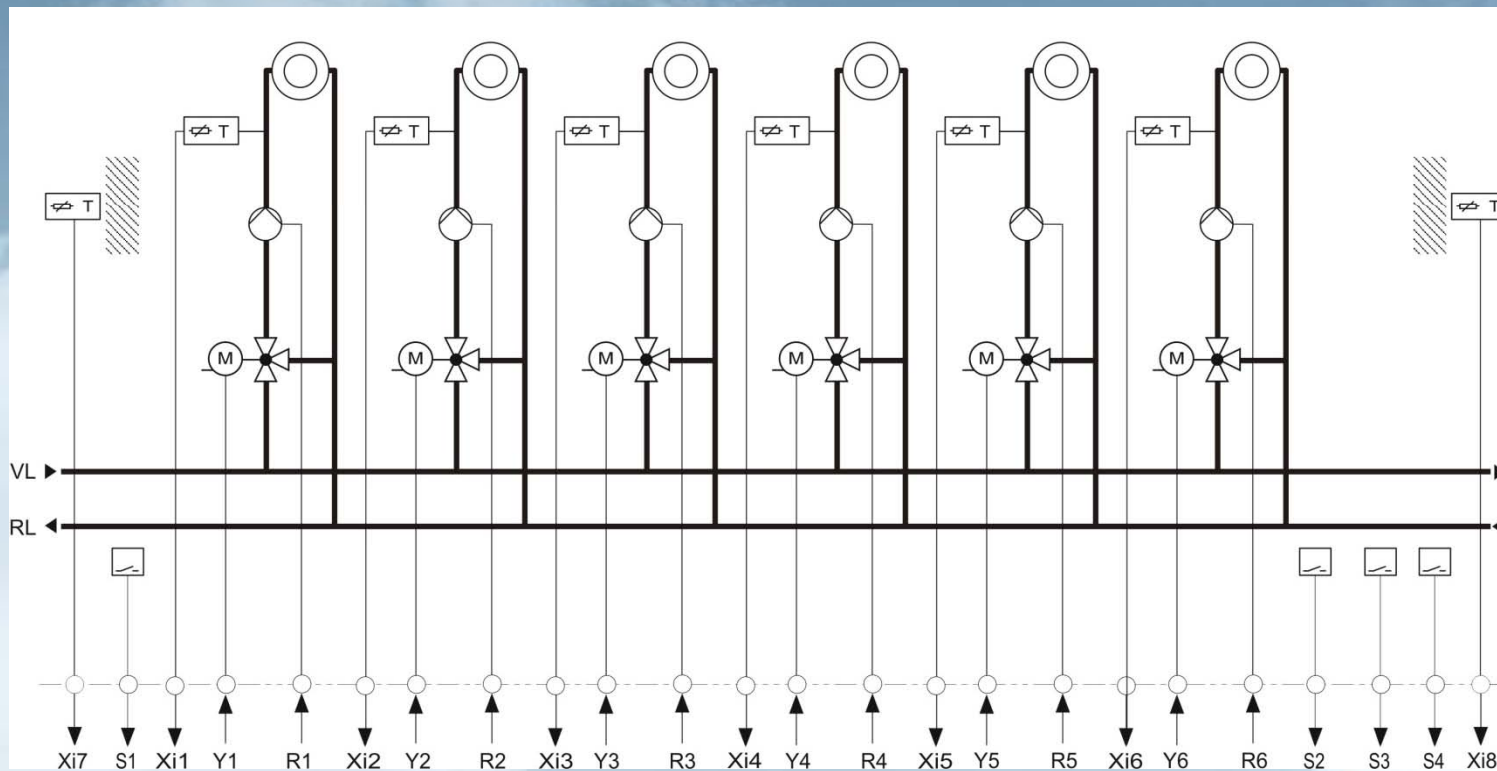 T T T T T T
T T
M M M M M M
VL
RL
Xi7 S1 Xi1 Y1 R1 Xi2 Y2 R2 Xi3 Y3 R3 Xi4 Y4 R4 Xi5 Y5 R5 Xi6 Y6 R6 S2 S3 S4 Xi8